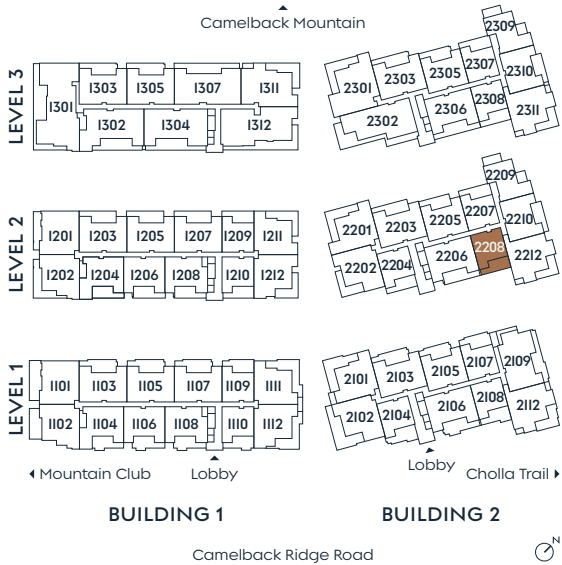 Camelback Mountain
LEVEL 3
1301 1303 1305 1307 1311
1302 1304 1312
2301 2303 2305 2307 2309 2310
2302 2306 2308 2311
LEVEL 2
1201 1203 1205 1207 1209 1211
1202 1204 1206 1208 1210 1212
2201 2203 2205 2207 2209 2210
2202 2204 2206 2208 2212
LEVEL 1
1101 1103 1105 1107 1109 1111
1102 1104 1106 1108 1110 1112
2101 2103 2105 2107 2109
2102 2104 2106 2108 2112
Mountain Club
Lobby
Lobby
Cholla Trail
BUILDING 1
BUILDING 2
Camelback Ridge Road
N